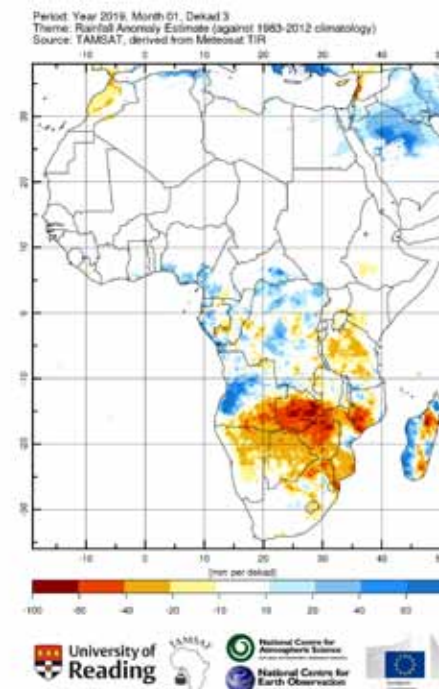 Period: Year 2019, Month 01, Dekad 3
Theme: Rainfall Anomaly Estimate (against 1983-2012 climatology)
Source: TAMSAT, derived from Meteosat TIR
30
20
10
0
-10
-20
-30
-10 0 10 20 30 40 50
[mm per dekad]
-100 -60 -40 -20 -10 10 20 40 60
University of
Reading
TAMSAT
National Centre for
Atmospheric Science
National Centre for
Earth Observation